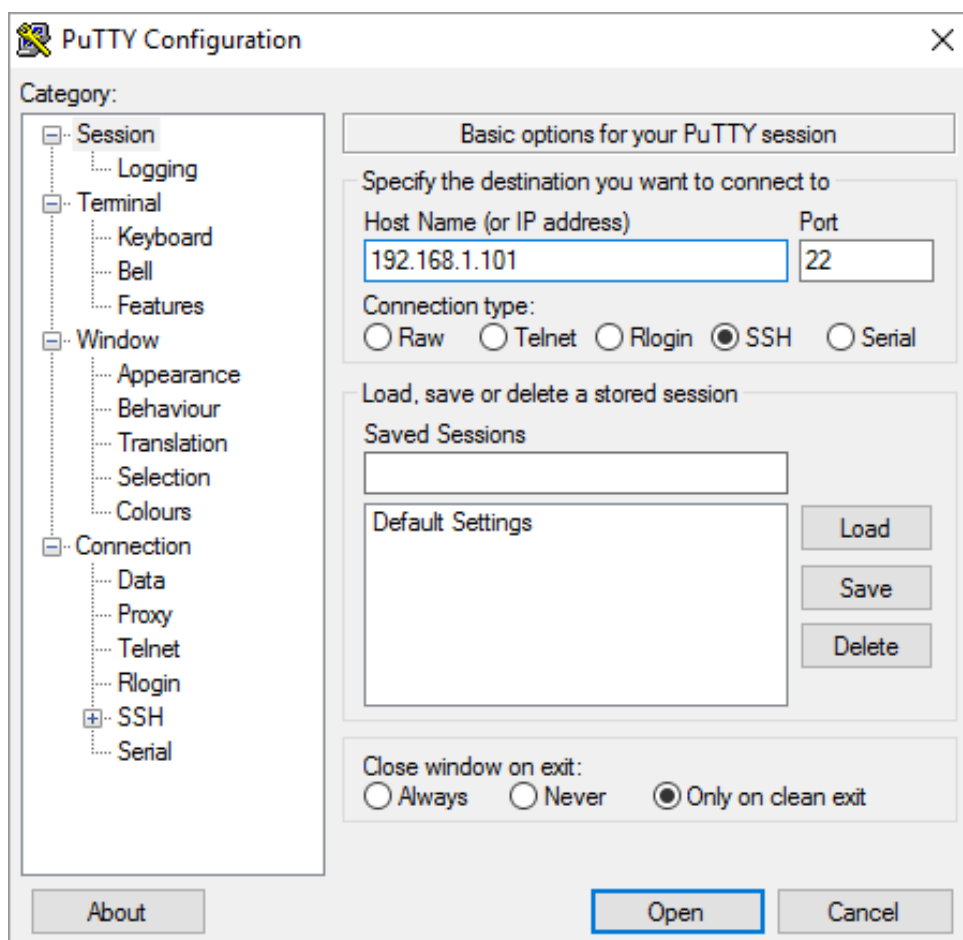 PuTTY Configuration
Category:
Session
Logging
Terminal
Keyboard
Bell
Features
Window
Appearance
Behaviour
Translation
Selection
Colours
Connection
Data
Proxy
Telnet
Rlogin
SSH
Serial
Basic options for your PuTTY session
Specify the destination you want to connect to
Host Name (or IP address) Port
192.168.1.101 22
Connection type:
Raw Telnet Rlogin SSH Serial
Load, save or delete a stored session
Saved Sessions
Default Settings
Load
Save
Delete
Close window on exit:
Always Never Only on clean exit
About Open Cancel